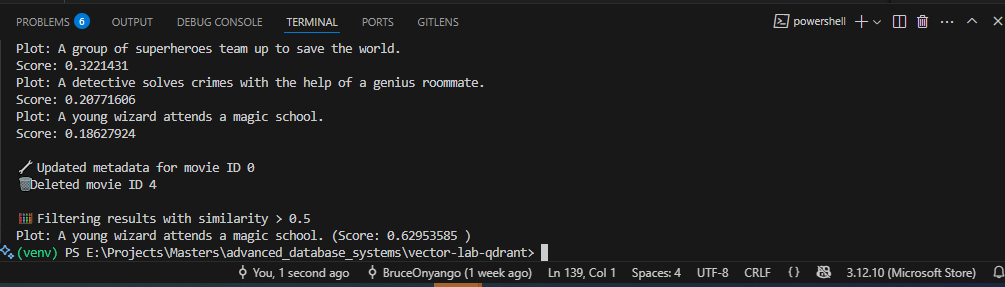 PROBLEMS 6 OUTPUT DEBUG CONSOLE TERMINAL PORTS GITLENS powershell
Plot: A group of superheroes team up to save the world.
Score: 0.3221431
Plot: A detective solves crimes with the help of a genius roommate.
Score: 0.20771606
Plot: A young wizard attends a magic school.
Score: 0.18627924
Updated metadata for movie ID 0
Deleted movie ID 4
Filtering results with similarity > 0.5
Plot: A young wizard attends a magic school. (Score: 0.62953585 )
(venv) PS E:\Projects\Masters\advanced_database_systems\vector-lab-qdrant>
You, 1 second ago BruceOnyango (1 week ago) Ln 139, Col 1 Spaces: 4 UTF-8 CRLF {} 3.12.10 (Microsoft Store)